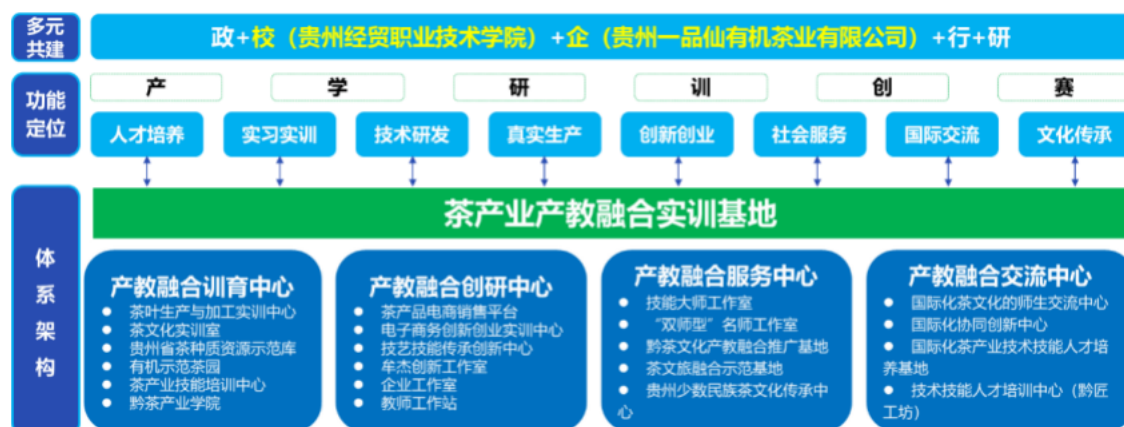 多元
共建
政+校（贵州经贸职业技术学院）+企（贵州一品仙有机茶业有限公司）+行+研
功能
定位
产 学 研 训 创 赛
人才培养 实习实训 技术研发 真实生产 创新创业 社会服务 国际交流 文化传承
体
系
架
构
茶产业产教融合实训基地
产教融合训育中心
● 茶叶生产与加工实训中心
● 茶文化实训室
● 贵州省茶种质资源示范库
● 有机示范茶园
● 茶产业技能培训中心
● 黔茶产业学院
产教融合创研中心
● 茶产品电商销售平台
● 电子商务创新创业实训中心
● 技艺技能传承创新中心
● 牟杰创新工作室
● 企业工作室
● 教师工作站
产教融合服务中心
● 技能大师工作室
● “双师型”名师工作室
● 黔茶文化产教融合推广基地
● 茶文旅融合示范基地
● 贵州少数民族茶文化传承中
心
产教融合交流中心
● 国际化茶文化的师生交流中心
● 国际化协同创新中心
● 国际化茶产业技术技能人才培
养基地
● 技术技能人才培训中心（黔匠
工坊）